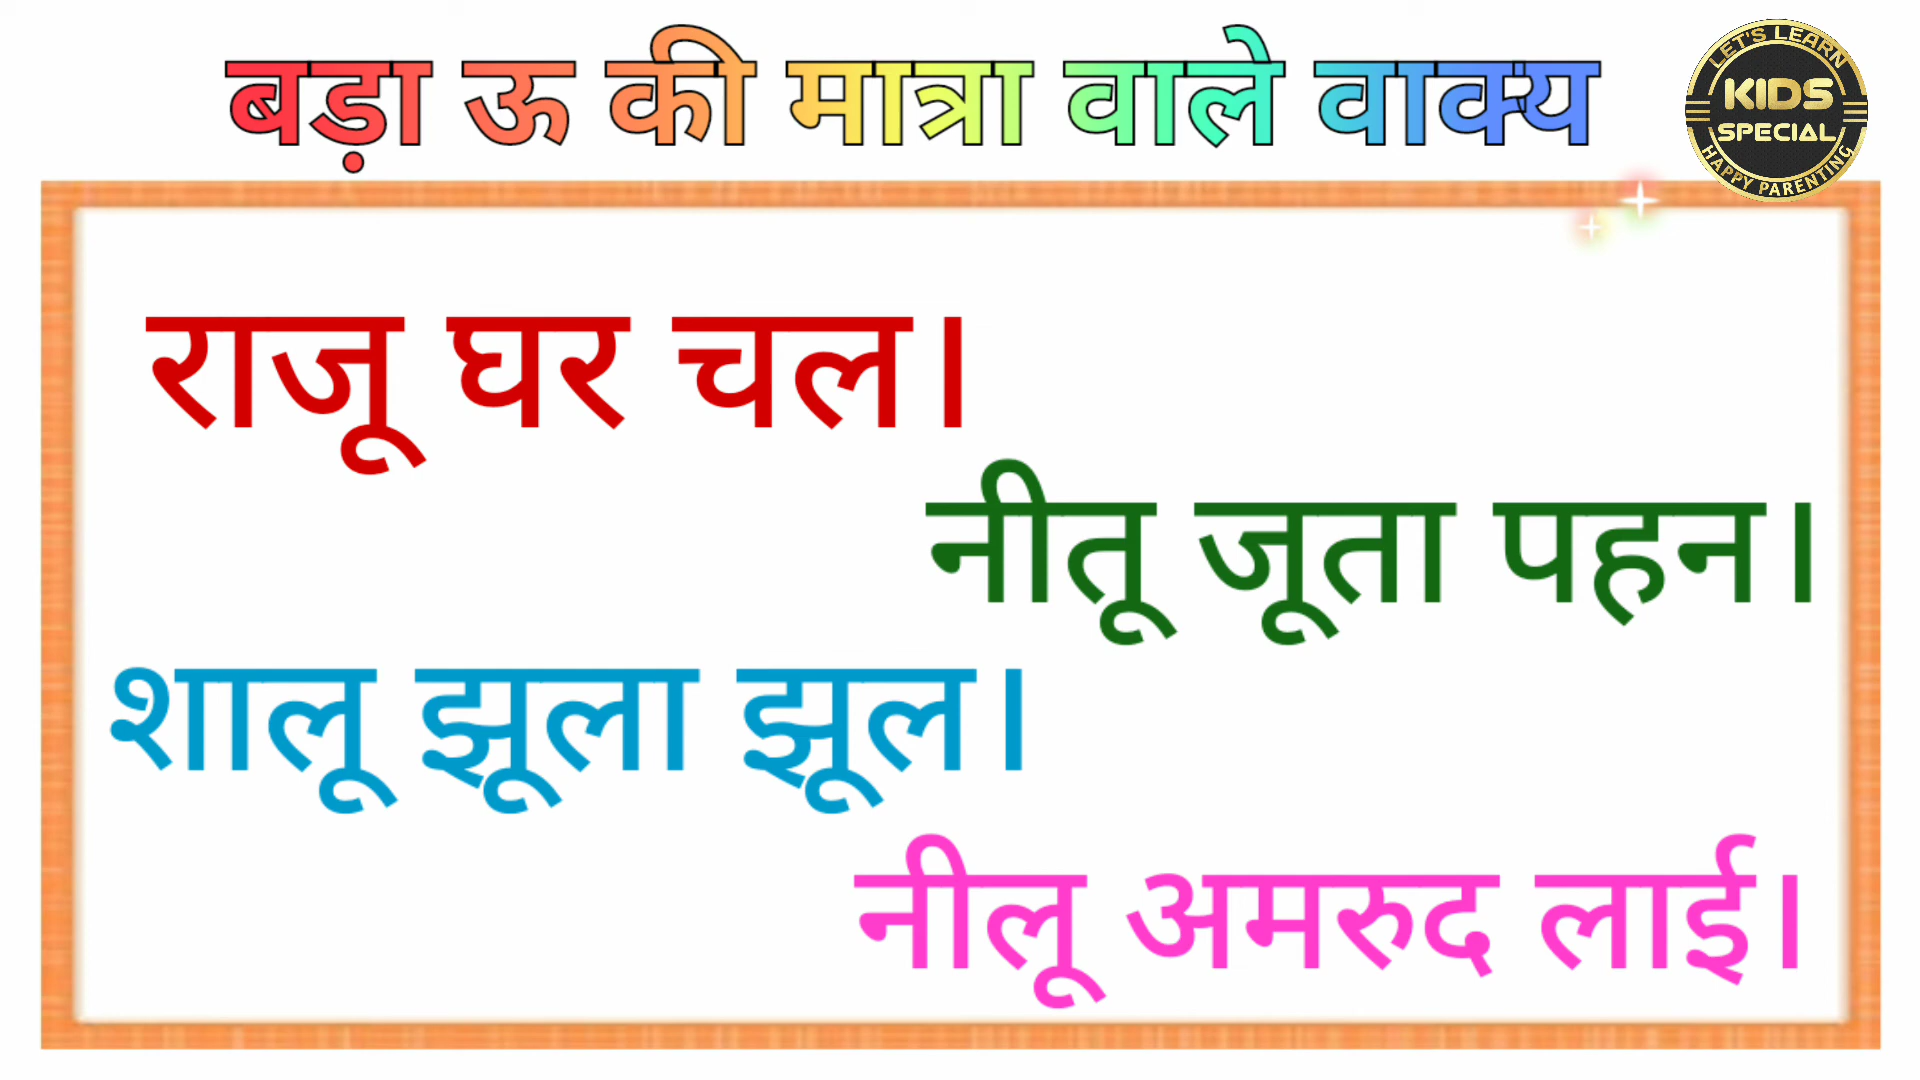 बड़ा ऊ की मात्रा वाले वाक्य
LET'S LEARN
KIDS
SPECIAL
HAPPY PARENTING
राजू घर चल।
नीतू जूता पहन।
शालू झूला झूल।
नीलू अमरुद लाई।